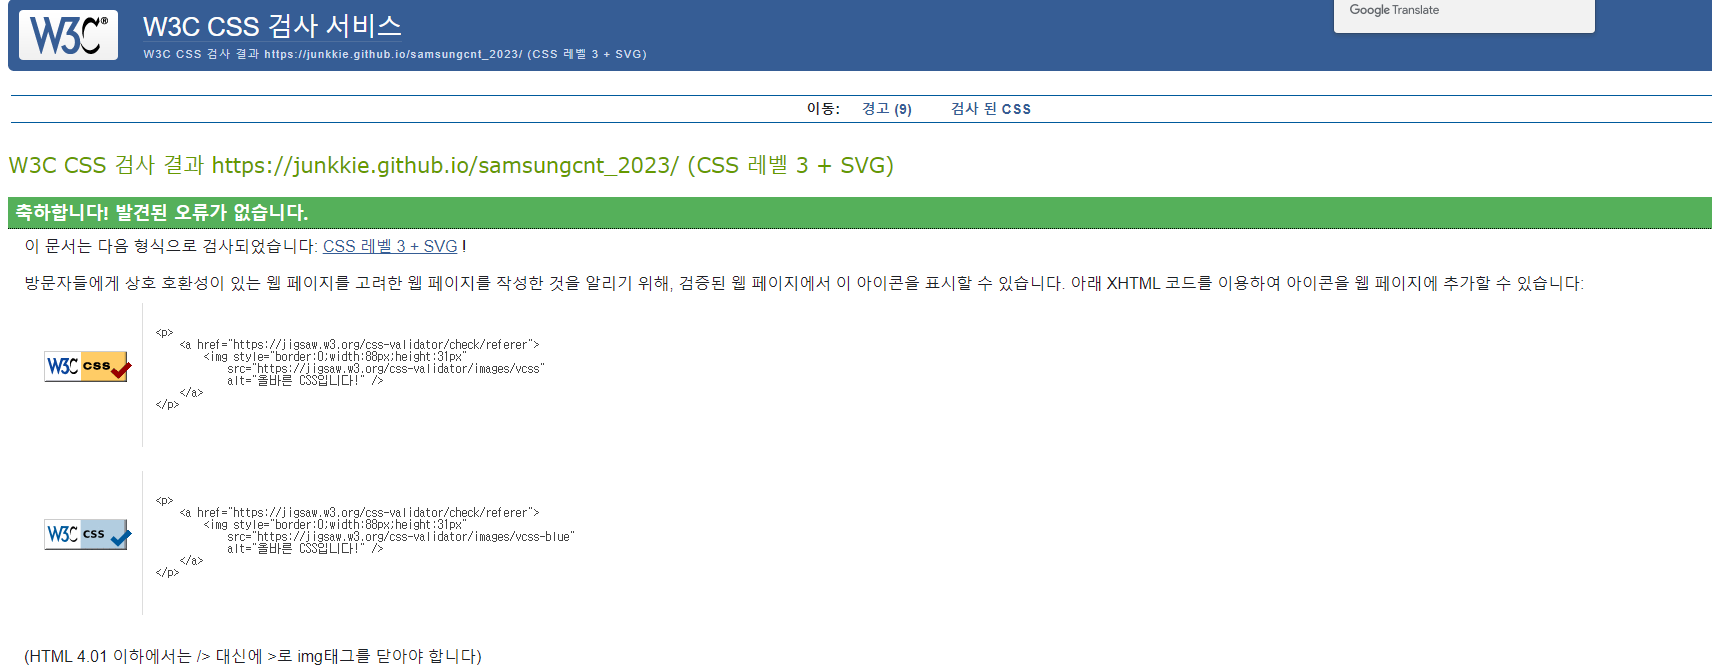 W3C® W3C CSS 검사 서비스
W3C CSS 검사 결과 https://junkkie.github.io/samsungcnt_2023/ (CSS 레벨 3 + SVG)
Google Translate
이동: 경고 (9) 검사 된 CSS
W3C CSS 검사 결과 https://junkkie.github.io/samsungcnt_2023/ (CSS 레벨 3 + SVG)
축하합니다! 발견된 오류가 없습니다.
이 문서는 다음 형식으로 검사되었습니다: CSS 레벨 3 + SVG !
방문자들에게 상호 호환성이 있는 웹 페이지를 고려한 웹 페이지를 작성한 것을 알리기 위해, 검증된 웹 페이지에서 이 아이콘을 표시할 수 있습니다. 아래 XHTML 코드를 이용하여 아이콘을 웹 페이지에 추가할 수 있습니다:
W3C css
<p>
<a href="https://jigsaw.w3.org/css-validator/check/referer">
<img style="border:0;width:88px;height:31px"
src="https://jigsaw.w3.org/css-validator/images/vcss"
alt="올바른 CSS입니다!" />
</a>
</p>
W3C css
<p>
<a href="https://jigsaw.w3.org/css-validator/check/referer">
<img style="border:0;width:88px;height:31px"
src="https://jigsaw.w3.org/css-validator/images/vcss-blue"
alt="올바른 CSS입니다!" />
</a>
</p>
(HTML 4.01 이하에서는 /> 대신에 >로 img태그를 닫아야 합니다)